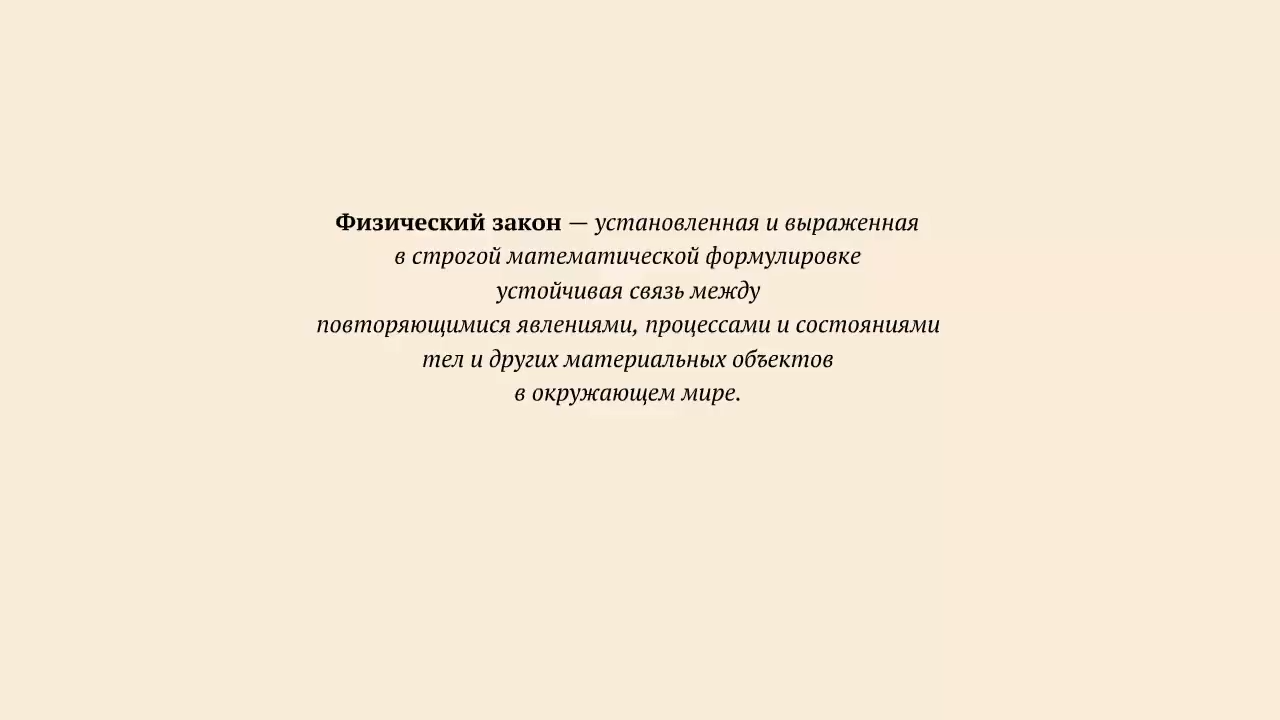 Физический закон — установленная и выраженная
в строгой математической формулировке
устойчивая связь между
повторяющимися явлениями, процессами и состояниями
тел и других материальных объектов
в окружающем мире.